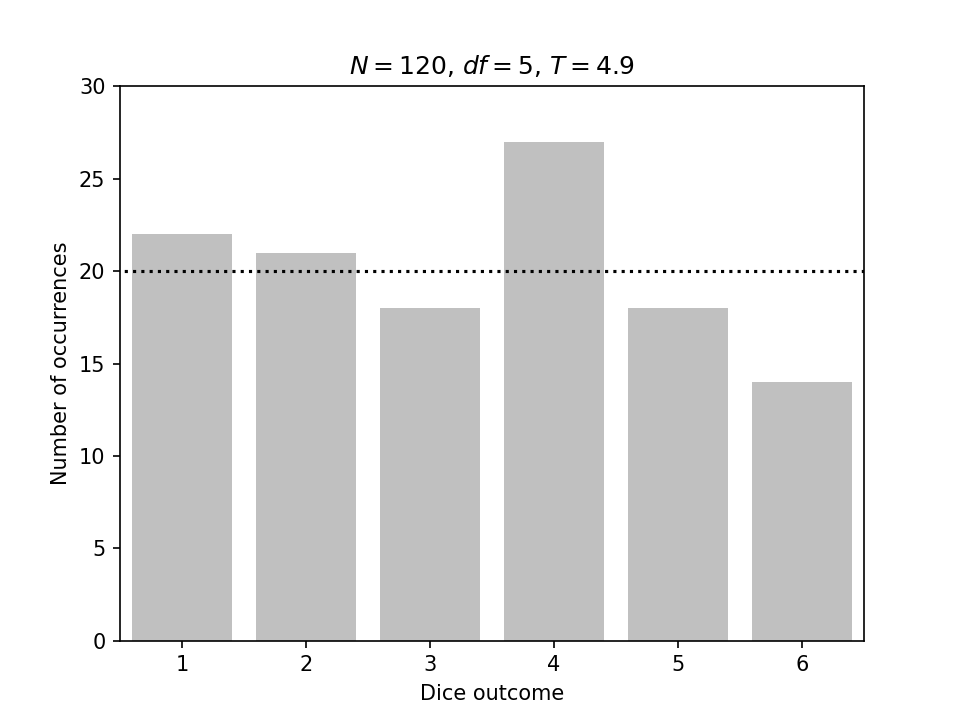 N = 120, df = 5, T = 4.9
30
25
20
15
10
5
0
Number of occurrences
1 2 3 4 5 6
Dice outcome